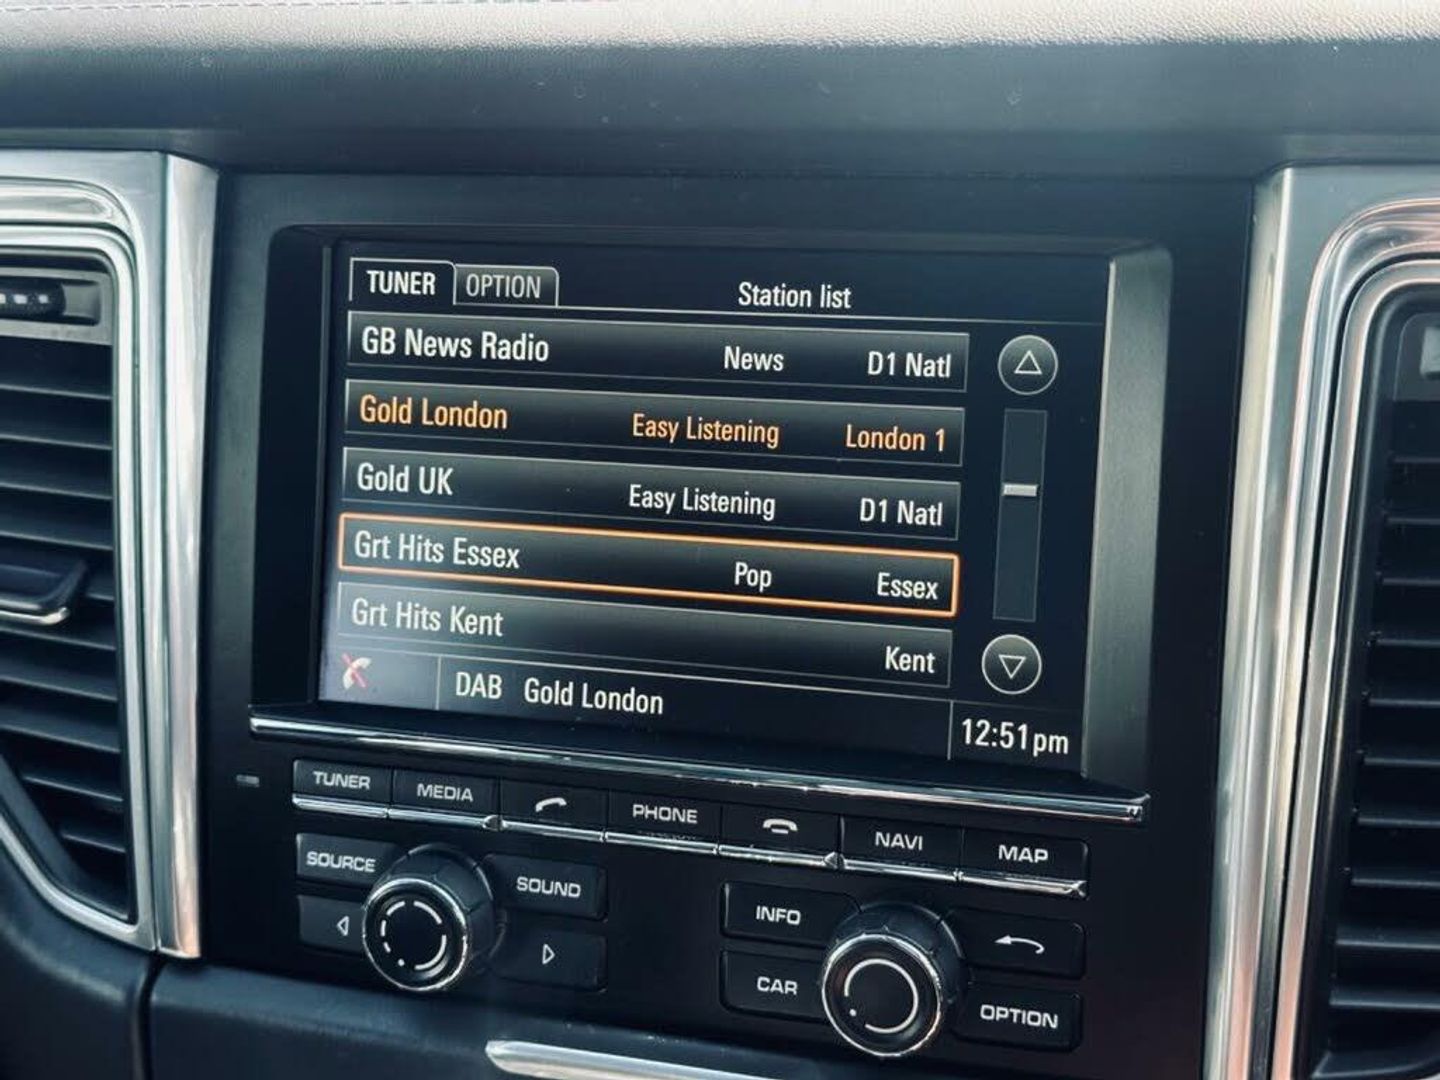 TUNER OPTION Station list
GB News Radio News D1 Natl
Gold London Easy Listening London 1
Gold UK Easy Listening D1 Natl
Grt Hits Essex Pop Essex
Grt Hits Kent Kent
DAB Gold London 12:51pm
TUNER MEDIA PHONE NAVI MAP
SOURCE SOUND INFO
CAR OPTION